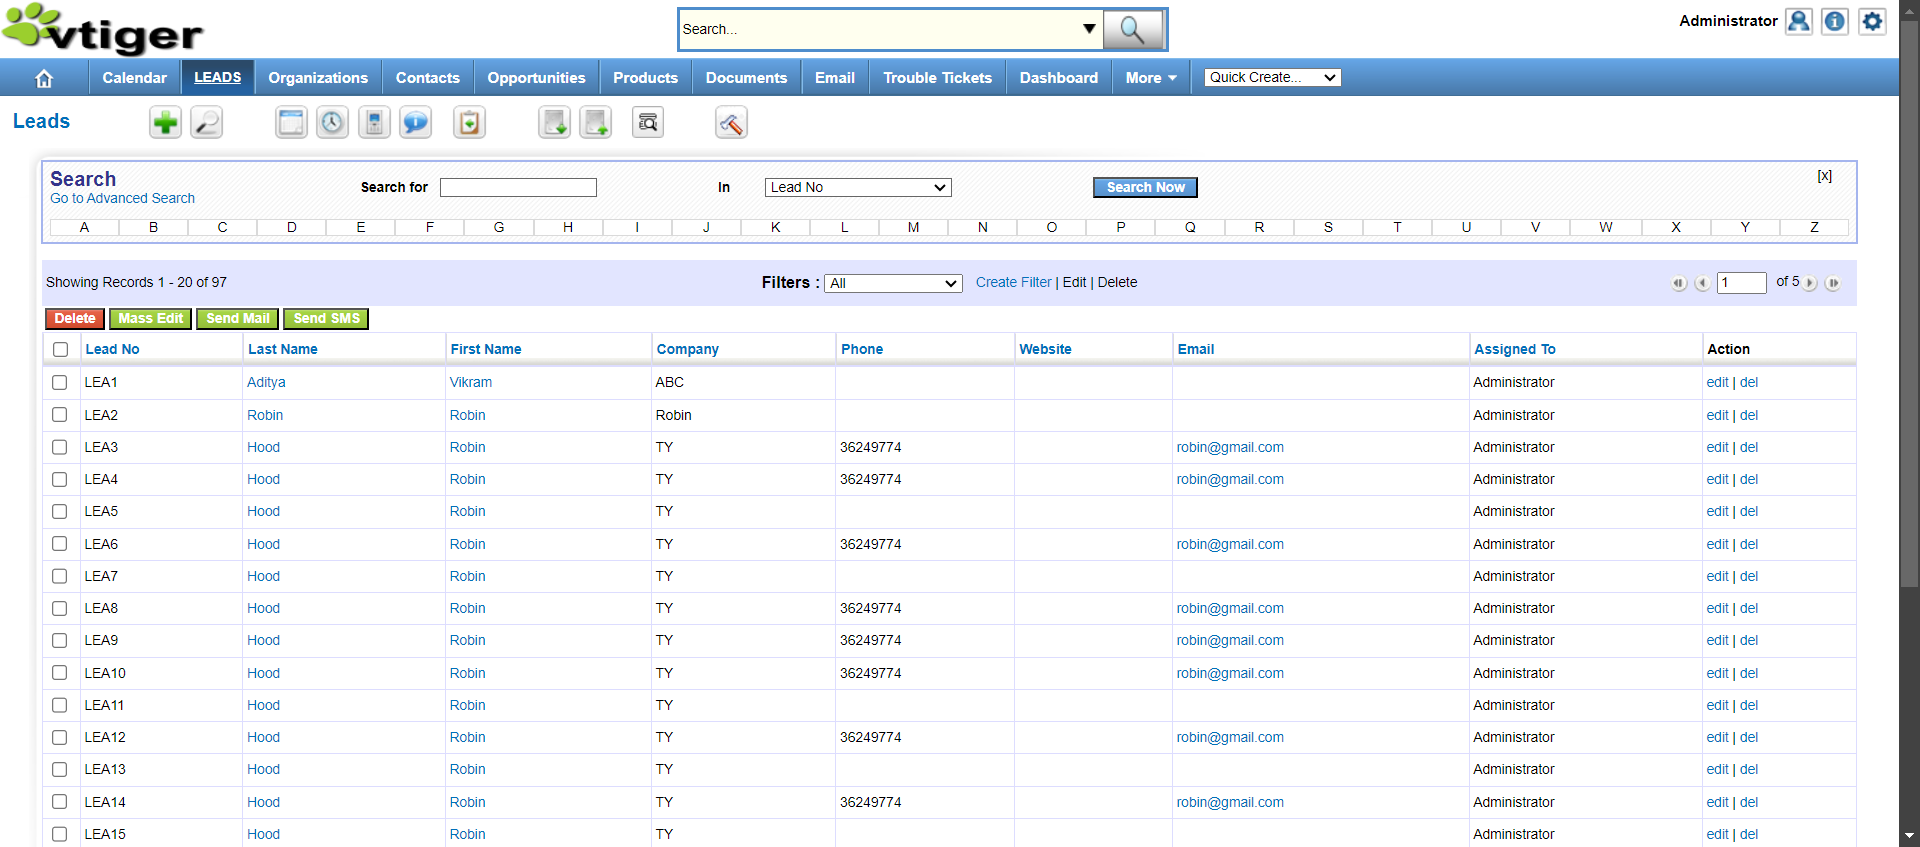 vtiger
Search...
Administrator
Calendar LEADS Organizations Contacts Opportunities Products Documents Email Trouble Tickets Dashboard More Quick Create...
Leads
Search
Go to Advanced Search
Search for In Lead No Search Now [x]
A B C D E F G H I J K L M N O P Q R S T U V W X Y Z
Showing Records 1 - 20 of 97 Filters : All Create Filter | Edit | Delete 1 of 5
Delete Mass Edit Send Mail Send SMS
Lead No Last Name First Name Company Phone Website Email Assigned To Action
LEA1 Aditya Vikram ABC Administrator edit | del
LEA2 Robin Robin Robin Administrator edit | del
LEA3 Hood Robin TY 36249774 robin@gmail.com Administrator edit | del
LEA4 Hood Robin TY 36249774 robin@gmail.com Administrator edit | del
LEA5 Hood Robin TY Administrator edit | del
LEA6 Hood Robin TY 36249774 robin@gmail.com Administrator edit | del
LEA7 Hood Robin TY Administrator edit | del
LEA8 Hood Robin TY 36249774 robin@gmail.com Administrator edit | del
LEA9 Hood Robin TY 36249774 robin@gmail.com Administrator edit | del
LEA10 Hood Robin TY 36249774 robin@gmail.com Administrator edit | del
LEA11 Hood Robin TY Administrator edit | del
LEA12 Hood Robin TY 36249774 robin@gmail.com Administrator edit | del
LEA13 Hood Robin TY Administrator edit | del
LEA14 Hood Robin TY 36249774 robin@gmail.com Administrator edit | del
LEA15 Hood Robin TY Administrator edit | del